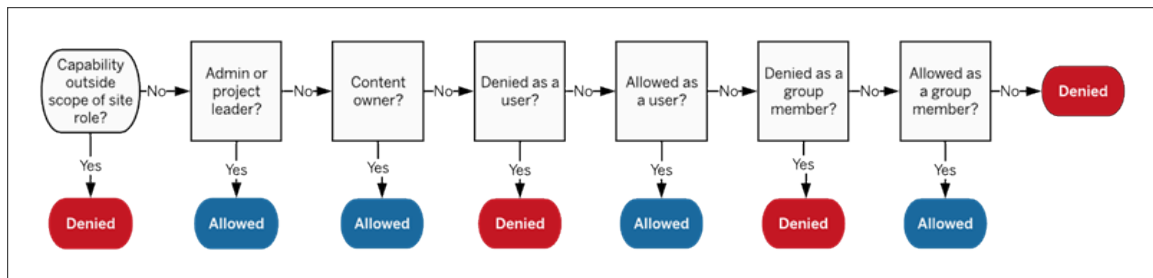 Capability
outside
scope of site
role?
No
Admin or
project
leader?
No
Content
owner?
No
Denied as a
user?
No
Allowed as
a user?
No
Denied as a
group
member?
No
Allowed as
a group
member?
No
Denied
Yes
Yes
Yes
Yes
Yes
Yes
Yes
Denied
Allowed
Allowed
Denied
Allowed
Denied
Allowed